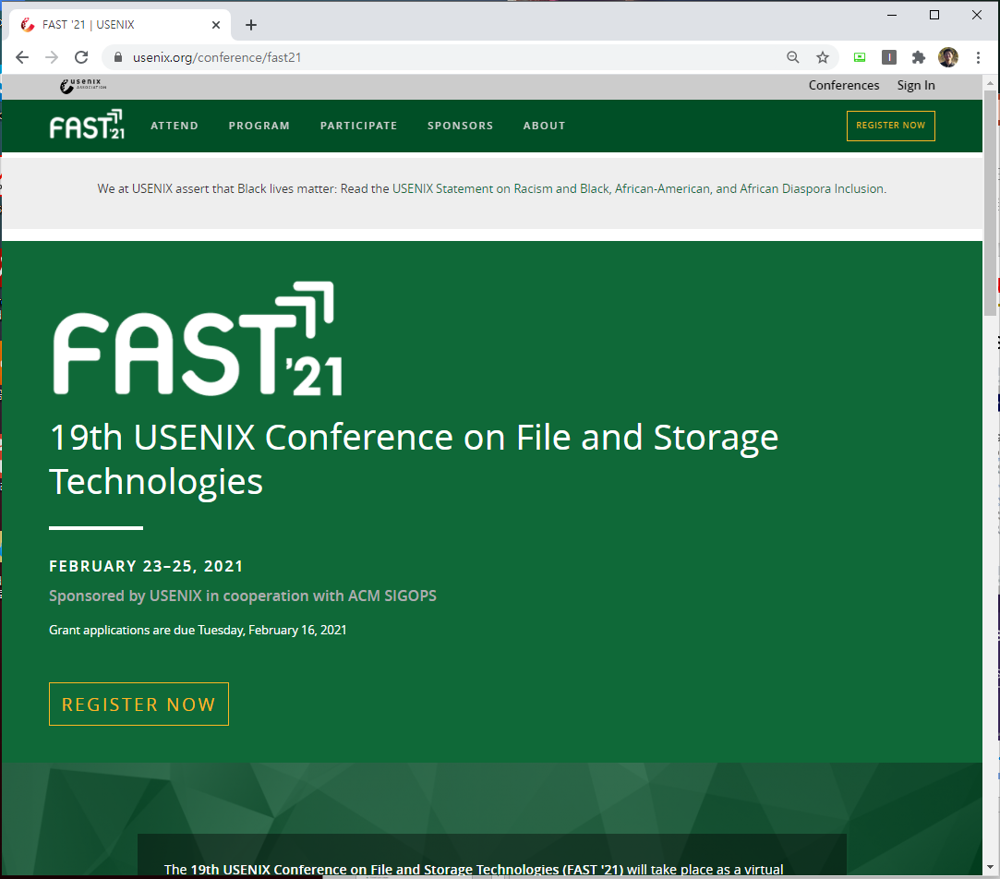 FAST '21 | USENIX
usenix.org/conference/fast21
usenix
ASSOCIATION
Conferences Sign In
FAST '21 ATTEND PROGRAM PARTICIPATE SPONSORS ABOUT REGISTER NOW
We at USENIX assert that Black lives matter: Read the USENIX Statement on Racism and Black, African-American, and African Diaspora Inclusion.
FAST '21
19th USENIX Conference on File and Storage
Technologies
FEBRUARY 23–25, 2021
Sponsored by USENIX in cooperation with ACM SIGOPS
Grant applications are due Tuesday, February 16, 2021
REGISTER NOW
The 19th USENIX Conference on File and Storage Technologies (FAST '21) will take place as a virtual